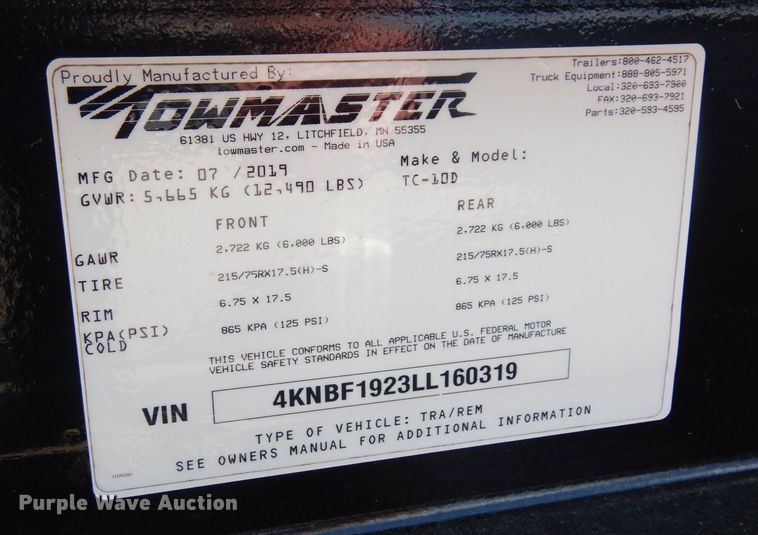 Proudly Manufactured By:
TOWMASTER
61381 US HWY 12, LITCHFIELD, MN 55355
towmaster.com - Made in USA
Trailers:800-462-4517
Truck Equipment:888-805-5971
Local:320-693-7900
FAX:320-693-7921
Parts:320-593-4595
MFG Date: 07 /2019
GVWR: 5,665 KG (12,490 LBS)
Make & Model:
TC-10D
FRONT REAR
GAWR 2,722 KG (6,000 LBS) 2,722 KG (6,000 LBS)
TIRE 215/75RX17.5(H)-S 215/75RX17.5(H)-S
RIM 6.75 X 17.5 6.75 X 17.5
KPA(PSI) 865 KPA (125 PSI) 865 KPA (125 PSI)
COLD
THIS VEHICLE CONFORMS TO ALL APPLICABLE U.S. FEDERAL MOTOR
VEHICLE SAFETY STANDARDS IN EFFECT ON THE DATE OF MANUFACTURE
VIN 4KNBF1923LL160319
TYPE OF VEHICLE: TRA/REM
SEE OWNERS MANUAL FOR ADDITIONAL INFORMATION
Purple Wave Auction